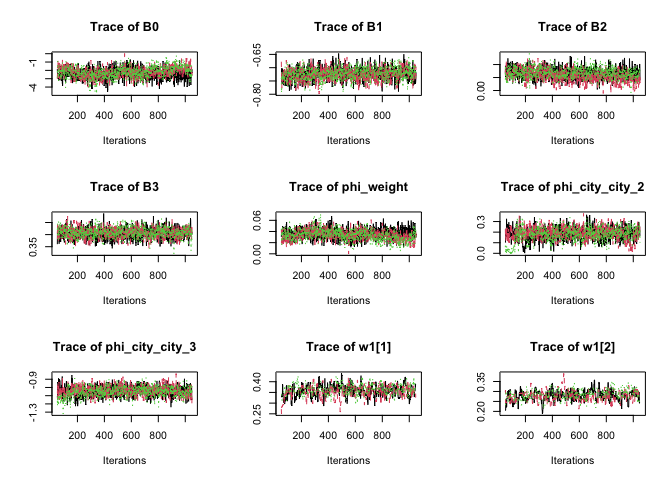 Trace of B0 Trace of B1 Trace of B2
-1 -0.65
-4 -0.80 0.00
200 400 600 800 200 400 600 800 200 400 600 800
Iterations Iterations Iterations
Trace of B3 Trace of phi_weight Trace of phi_city_city_2
0.06 0.3
0.35 0.00 0.0
200 400 600 800 200 400 600 800 200 400 600 800
Iterations Iterations Iterations
Trace of phi_city_city_3 Trace of w1[1] Trace of w1[2]
-0.9 0.40 0.35
-1.3 0.25 0.20
200 400 600 800 200 400 600 800 200 400 600 800
Iterations Iterations Iterations